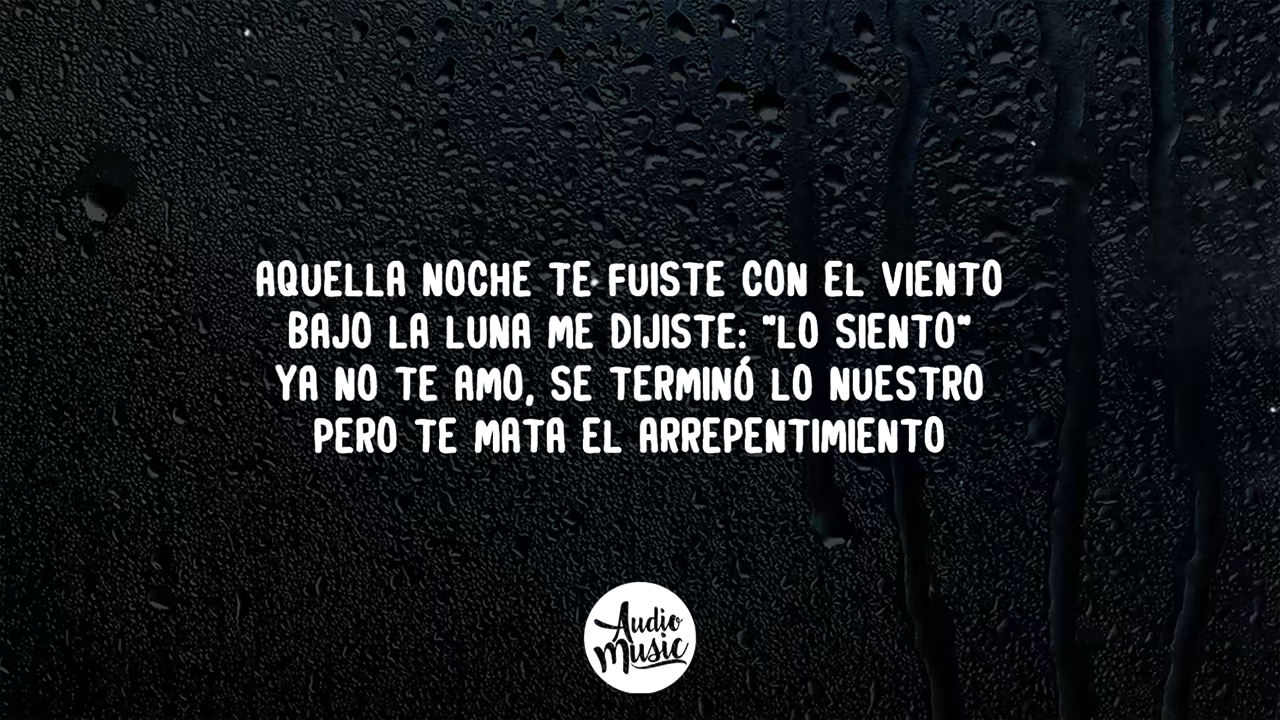 AQUELLA NOCHE TE FUISTE CON EL VIENTO
BAJO LA LUNA ME DIJISTE: "LO SIENTO"
YA NO TE AMO, SE TERMINÓ LO NUESTRO
PERO TE MATA EL ARREPENTIMIENTO
Audio
Music